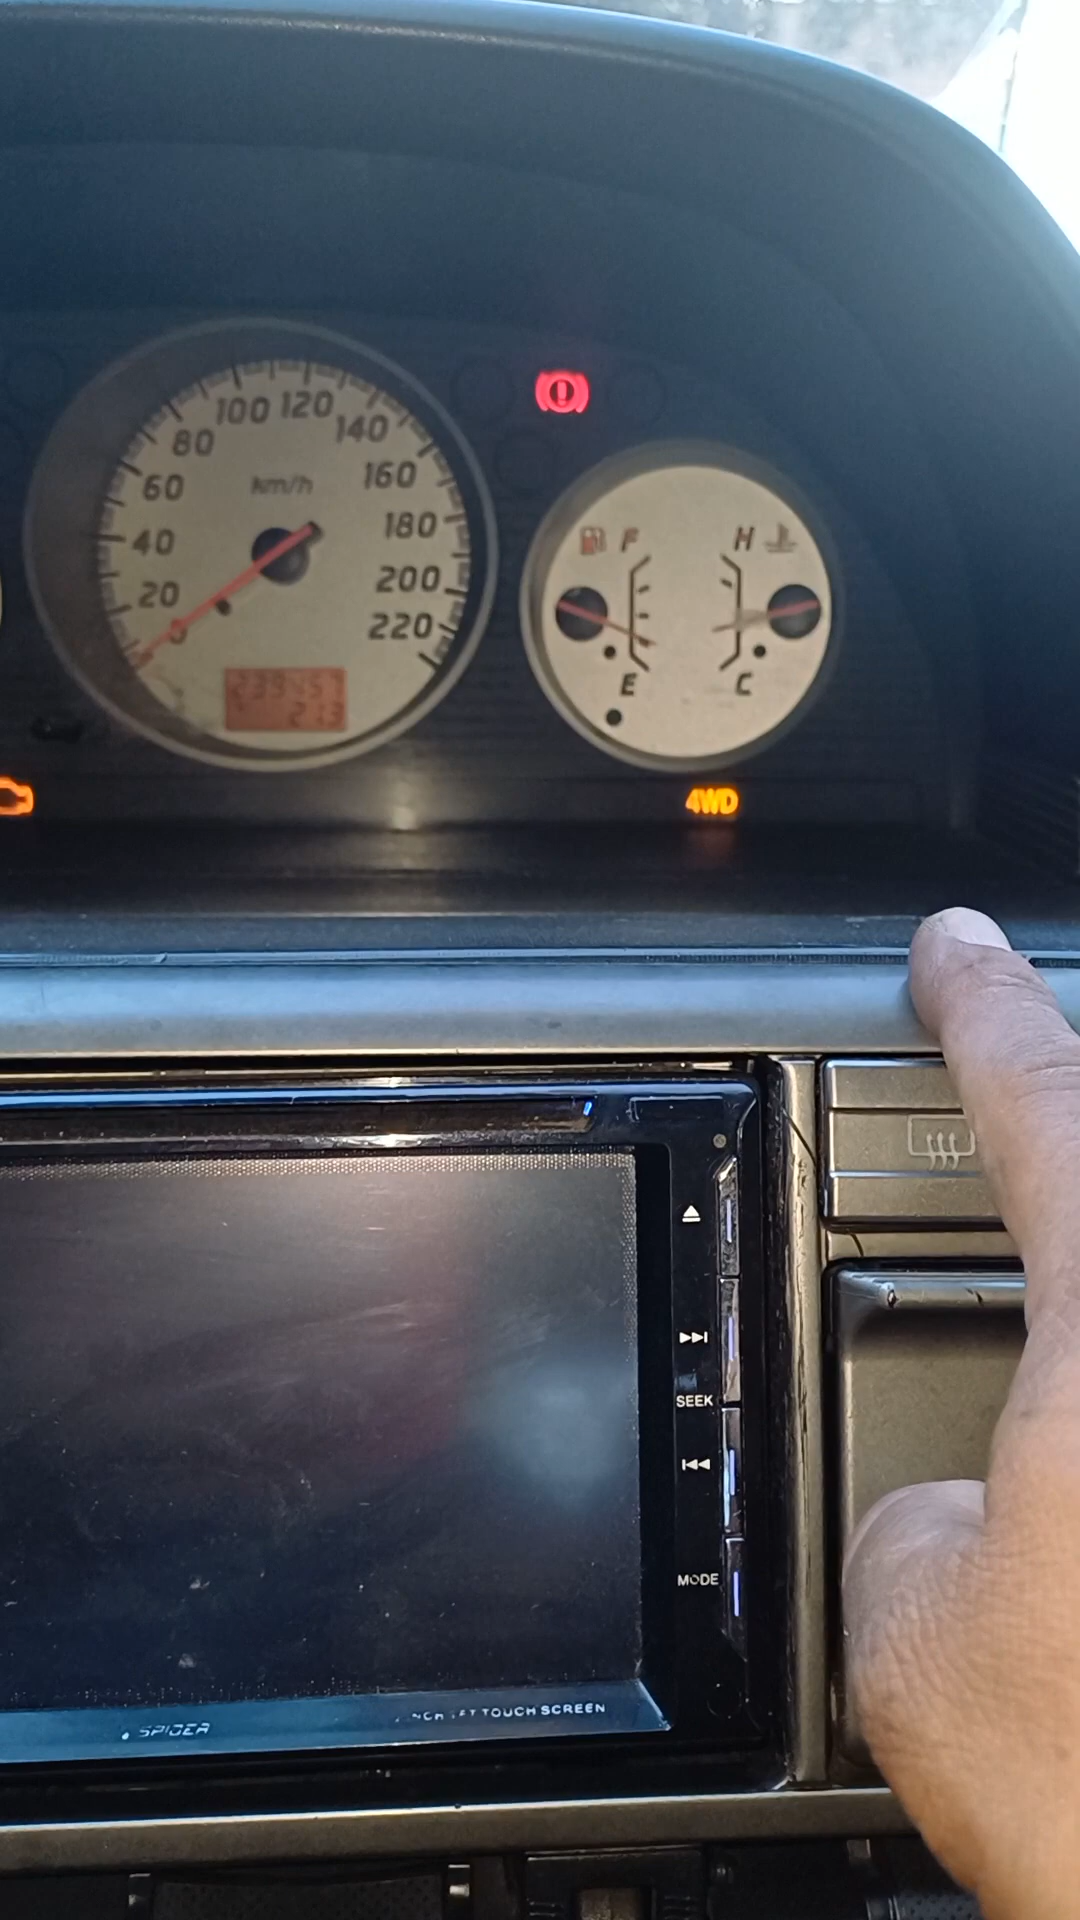 100 120
80 140
60 km/h 160
40 180
20 200
0 220
F H
E C
4WD
SEEK
MODE
TOUCH SCREEN
SPIDER